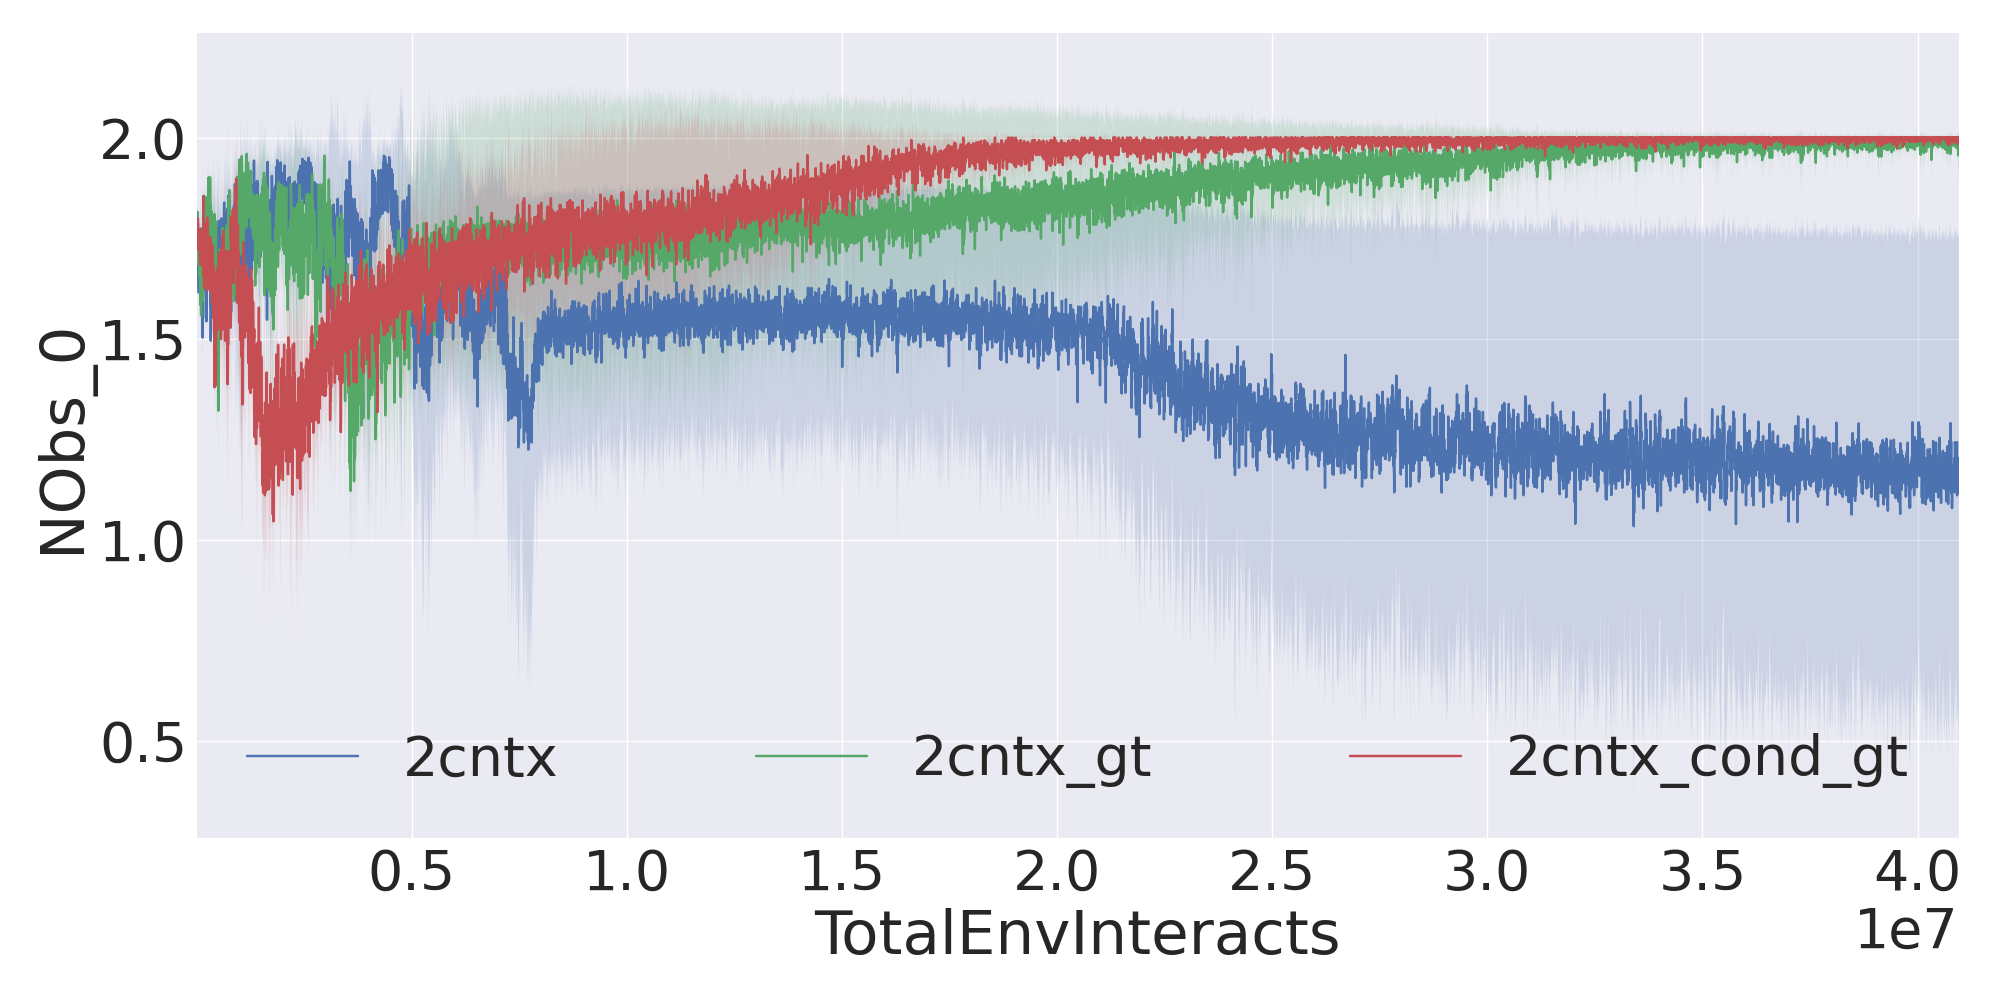 2.0
1.5
1.0
0.5
NObs_0
2cntx 2cntx_gt 2cntx_cond_gt
0.5 1.0 1.5 2.0 2.5 3.0 3.5 4.0
1e7
TotalEnvInteracts